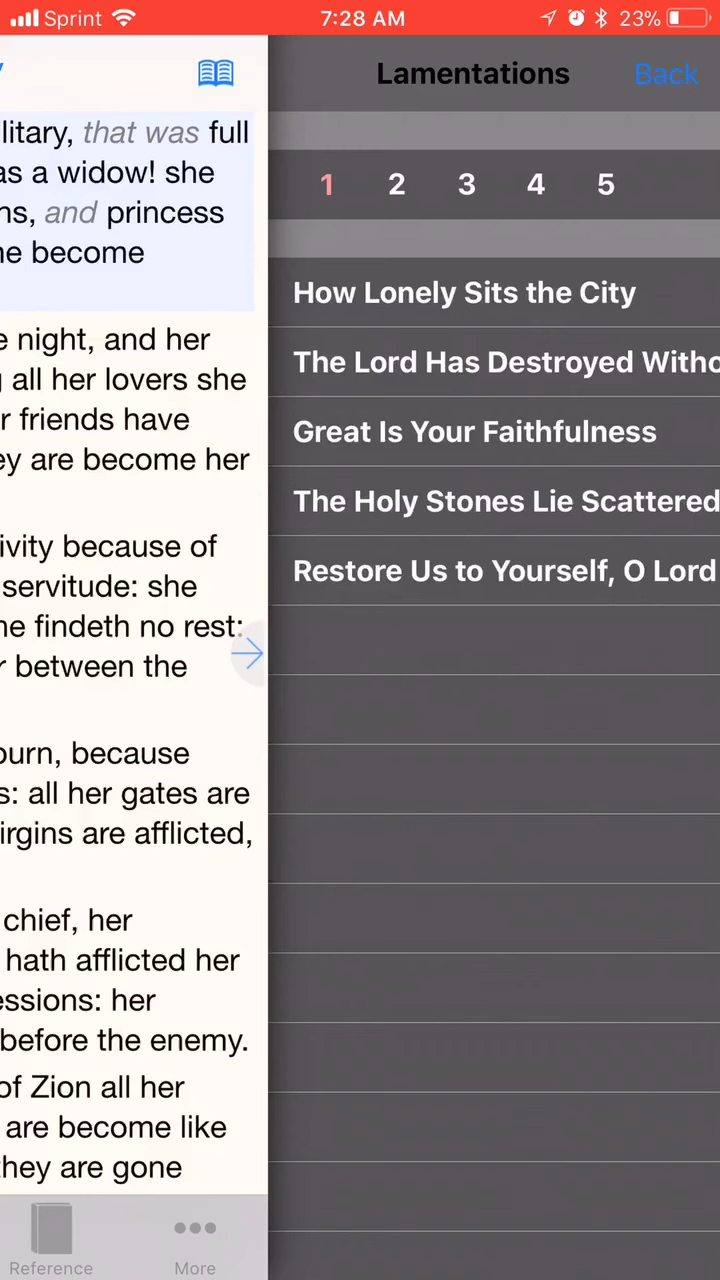 Sprint 7:28 AM 23%
Lamentations Back
1 2 3 4 5
How Lonely Sits the City
The Lord Has Destroyed Witho
Great Is Your Faithfulness
The Holy Stones Lie Scattered
Restore Us to Yourself, O Lord
litary, that was full
as a widow! she
ns, and princess
ne become
e night, and her
all her lovers she
r friends have
ey are become her
ivity because of
servitude: she
ne findeth no rest:
r between the
ourn, because
s: all her gates are
irgins are afflicted,
chief, her
hath afflicted her
essions: her
before the enemy.
of Zion all her
are become like
they are gone
Reference More